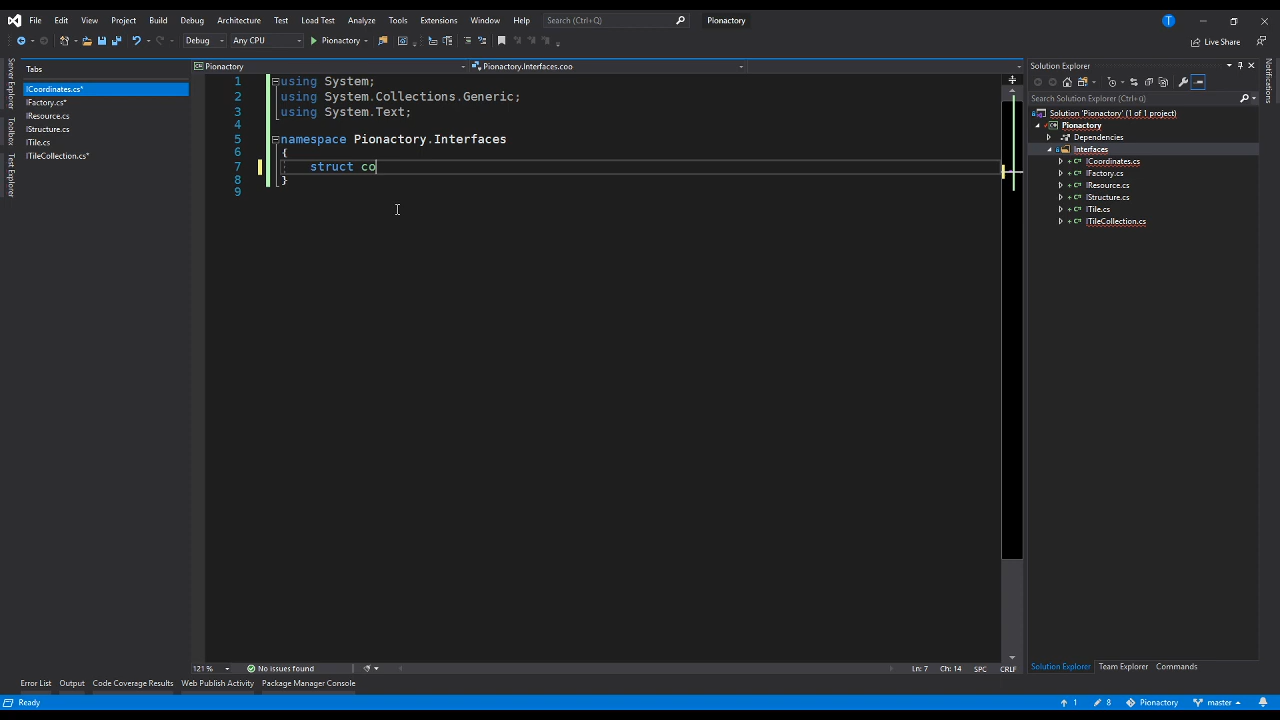 File Edit View Project Build Debug Architecture Test Load Test Analyze Tools Extensions Window Help Search (Ctrl+Q) Pionactory T
Debug Any CPU Pionactory Live Share
Server Explorer
Toolbox
Test Explorer
Tabs
ICoordinates.cs*
IFactory.cs*
IResource.cs
IStructure.cs
ITile.cs
ITileCollection.cs*
Pionactory Pionactory.Interfaces.coo
1 using System;
2 using System.Collections.Generic;
3 using System.Text;
4
5 namespace Pionactory.Interfaces
6 {
7 struct co
8 }
9
121 % No issues found Ln: 7 Ch: 14 SPC CRLF
Solution Explorer
Search Solution Explorer (Ctrl+ü)
Solution 'Pionactory' (1 of 1 project)
Pionactory
Dependencies
Interfaces
ICoordinates.cs
IFactory.cs
IResource.cs
IStructure.cs
ITile.cs
ITileCollection.cs
Solution Explorer Team Explorer Commands
Notifications
Error List Output Code Coverage Results Web Publish Activity Package Manager Console
Ready 1 8 Pionactory master